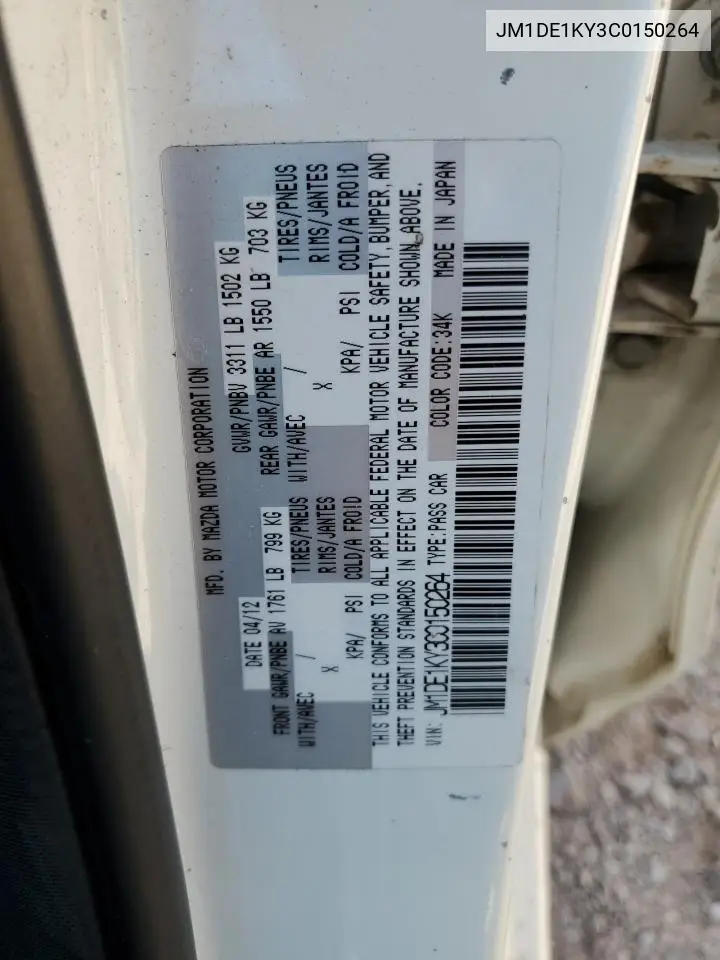 JM1DE1KY3C0150264
MFD. BY MAZDA MOTOR CORPORATION
DATE 04/12 GVWR/PNBV 3311 LB 1502 KG
FRONT GAWR/PNBE AV 1761 LB 799 KG REAR GAWR/PNBE AR 1550 LB 703 KG
WITH/AVEC / TIRES/PNEUS WITH/AVEC / TIRES/PNEUS
X RIMS/JANTES X RIMS/JANTES
KPA/ PSI COLD/A FROID KPA/ PSI COLD/A FROID
THIS VEHICLE CONFORMS TO ALL APPLICABLE FEDERAL MOTOR VEHICLE SAFETY, BUMPER, AND
THEFT PREVENTION STANDARDS IN EFFECT ON THE DATE OF MANUFACTURE SHOWN ABOVE.
VIN: JM1DE1KY3C0150264 TYPE:PASS CAR COLOR CODE:34K MADE IN JAPAN